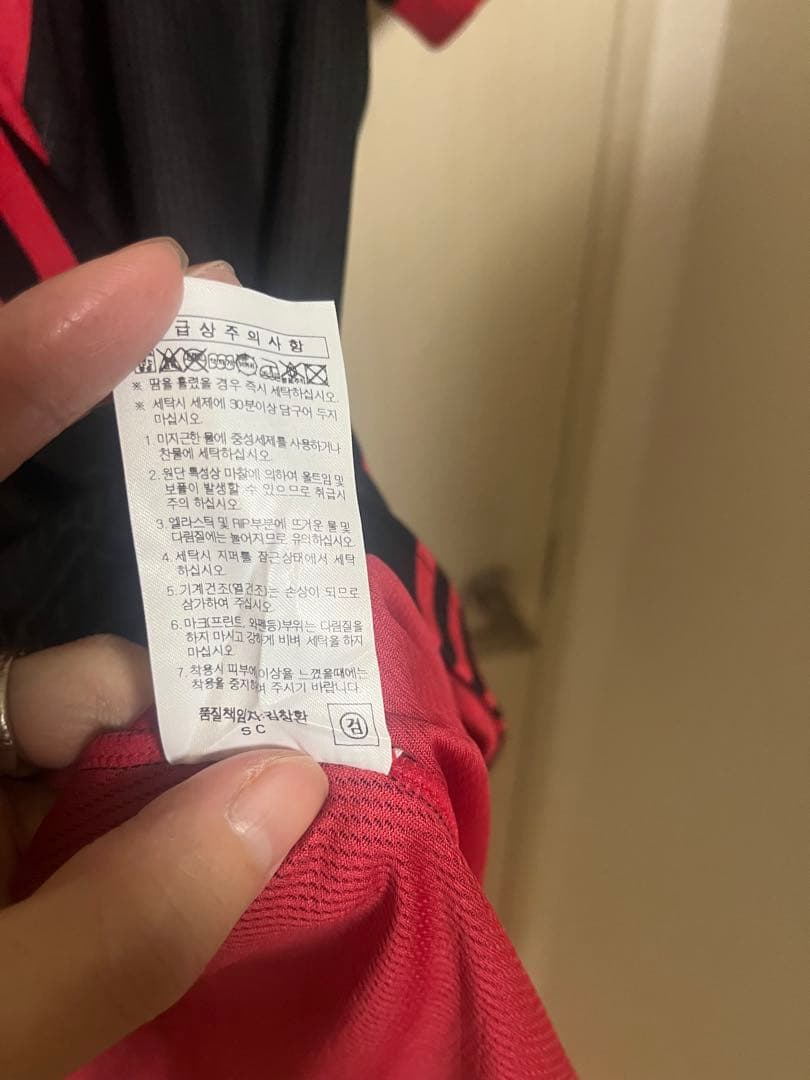 급상주의사항
※ 땀을 흘렸을 경우 즉시 세탁하십시오.
※ 세탁시 세제에 30분이상 담구어 두지
마십시오.
1. 미지근한 물에 중성세제를 사용하거나
찬물에 세탁하십시오.
2. 원단 특성상 마찰에 의하여 올트임 및
보풀이 발생할 수 있으므로 취급시
주의 하십시오.
3. 엘라스틱 및 RIP부분에 뜨거운 물 및
다림질에는 늘어지므로 유의하십시오.
4. 세탁시 지퍼를 잠근상태에서 세탁
하십시오.
5. 기계건조(열건조)는 손상이 되므로
삼가하여 주십시오.
6. 마크(프린트, 와펜등)부위는 다림질을
하지 마시고 강하게 비벼 세탁을 하지
마십시오.
7. 착용시 피부에 이상을 느꼈을때에는
착용을 중지하여 주시기 바랍니다.
품질책임자:김창환
SC
검